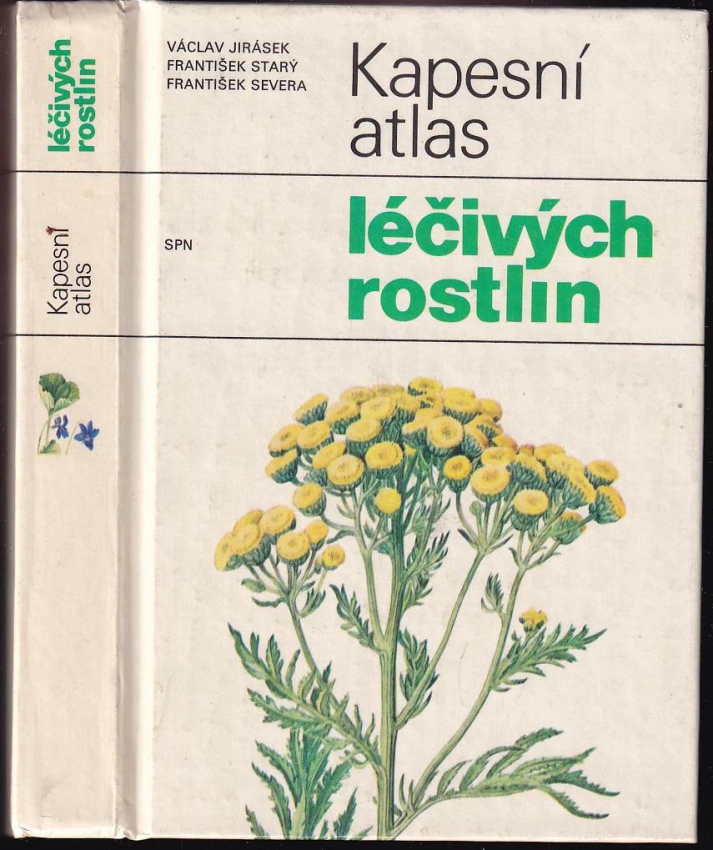 léčivých
rostlin
Kapesní
atlas
VÁCLAV JIRÁSEK
FRANTIŠEK STARÝ
FRANTIŠEK SEVERA
Kapesní
atlas
SPN
léčivých
rostlin